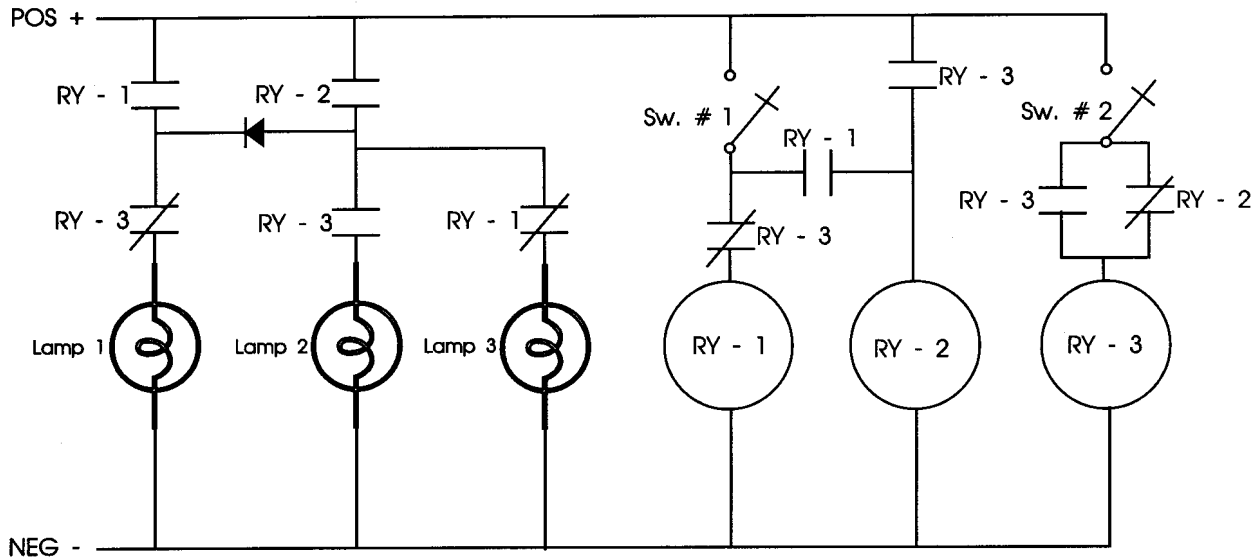 POS +
RY - 1
RY - 2
RY - 3
Sw. # 1
Sw. # 2
RY - 1
RY - 3
RY - 3
RY - 1
RY - 3
RY - 3
RY - 2
Lamp 1
Lamp 2
Lamp 3
RY - 1
RY - 2
RY - 3
NEG -